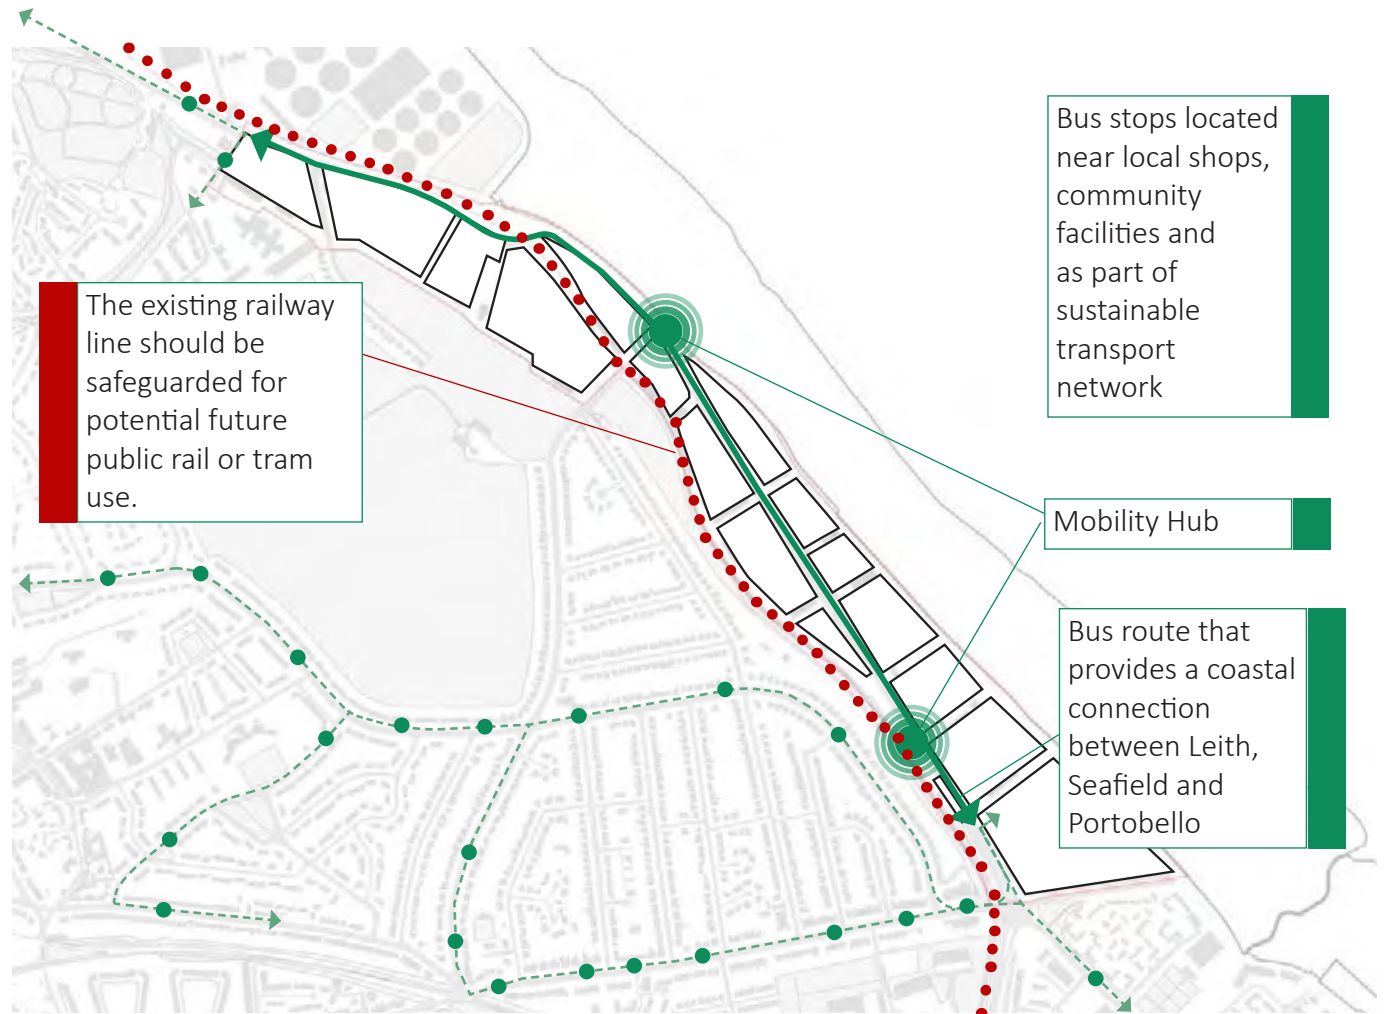 Bus stops located
near local shops,
community
facilities and
as part of
sustainable
transport
network
The existing railway
line should be
safeguarded for
potential future
public rail or tram
use.
Mobility Hub
Bus route that
provides a coastal
connection
between Leith,
Seafield and
Portobello